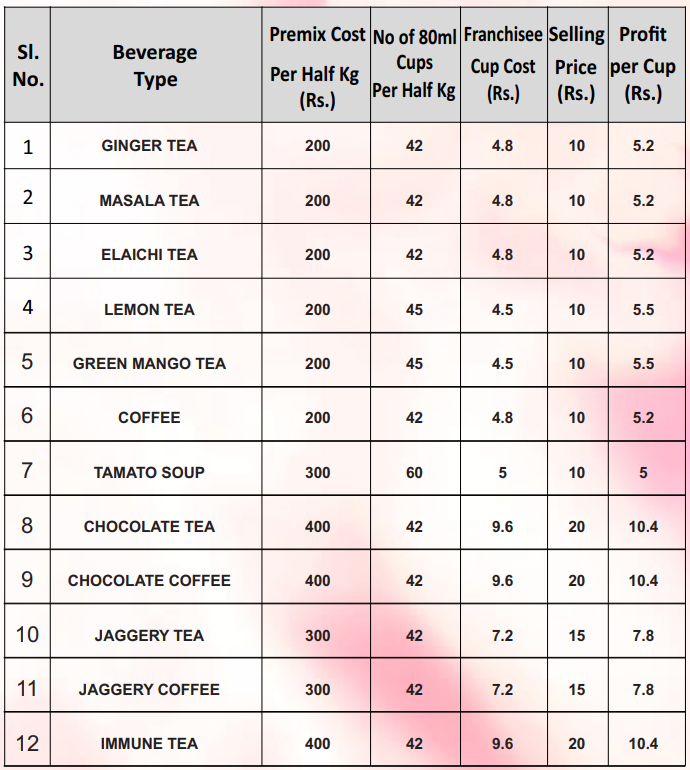 Sl. No. Beverage Type Premix Cost Per Half Kg (Rs.) No of 80ml Cups Per Half Kg Franchisee Cup Cost (Rs.) Selling Price (Rs.) Profit per Cup (Rs.)
1 GINGER TEA 200 42 4.8 10 5.2
2 MASALA TEA 200 42 4.8 10 5.2
3 ELAICHI TEA 200 42 4.8 10 5.2
4 LEMON TEA 200 45 4.5 10 5.5
5 GREEN MANGO TEA 200 45 4.5 10 5.5
6 COFFEE 200 42 4.8 10 5.2
7 TAMATO SOUP 300 60 5 10 5
8 CHOCOLATE TEA 400 42 9.6 20 10.4
9 CHOCOLATE COFFEE 400 42 9.6 20 10.4
10 JAGGERY TEA 300 42 7.2 15 7.8
11 JAGGERY COFFEE 300 42 7.2 15 7.8
12 IMMUNE TEA 400 42 9.6 20 10.4